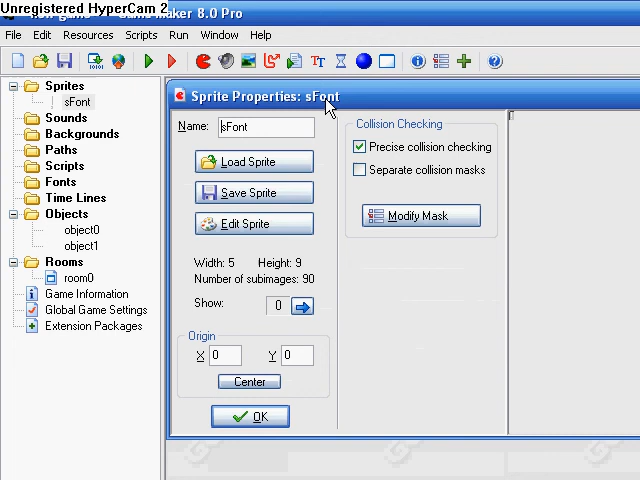 Unregistered HyperCam 2
Maker 8.0 Pro
File Edit Resources Scripts Run Window Help
Sprites
sFont
Sounds
Backgrounds
Paths
Scripts
Fonts
Time Lines
Objects
object0
object1
Rooms
room0
Game Information
Global Game Settings
Extension Packages
Sprite Properties: sFont
Name: sFont
Load Sprite
Save Sprite
Edit Sprite
Width: 5 Height: 9
Number of subimages: 90
Show: 0
Origin
X 0 Y 0
Center
OK
Collision Checking
Precise collision checking
Separate collision masks
Modify Mask